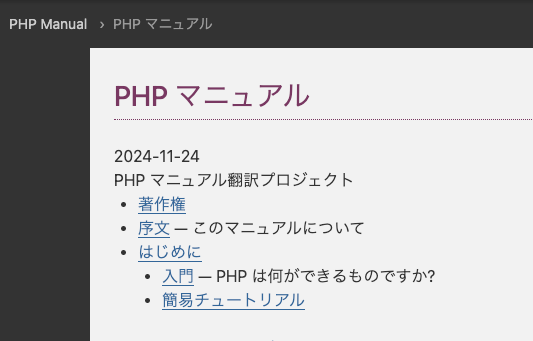 PHP Manual › PHP マニュアル
PHP マニュアル
2024-11-24
PHP マニュアル翻訳プロジェクト
• 著作権
• 序文 — このマニュアルについて
• はじめに
• 入門 — PHP は何ができるものですか?
• 簡易チュートリアル